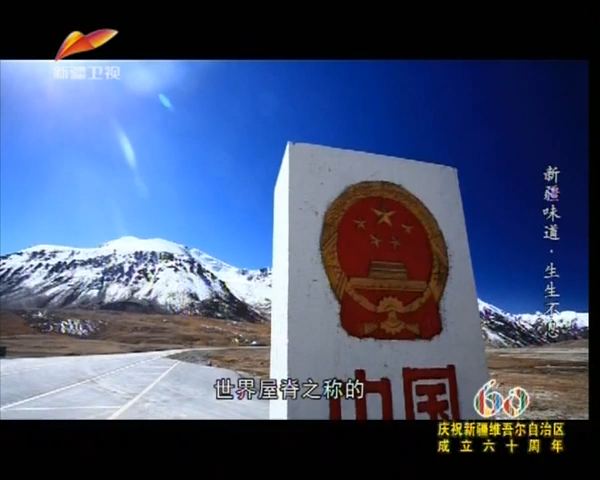 新疆卫视
新疆味道·生生不息
世界屋脊之称的
中国
60
庆祝新疆维吾尔自治区
成立六十周年